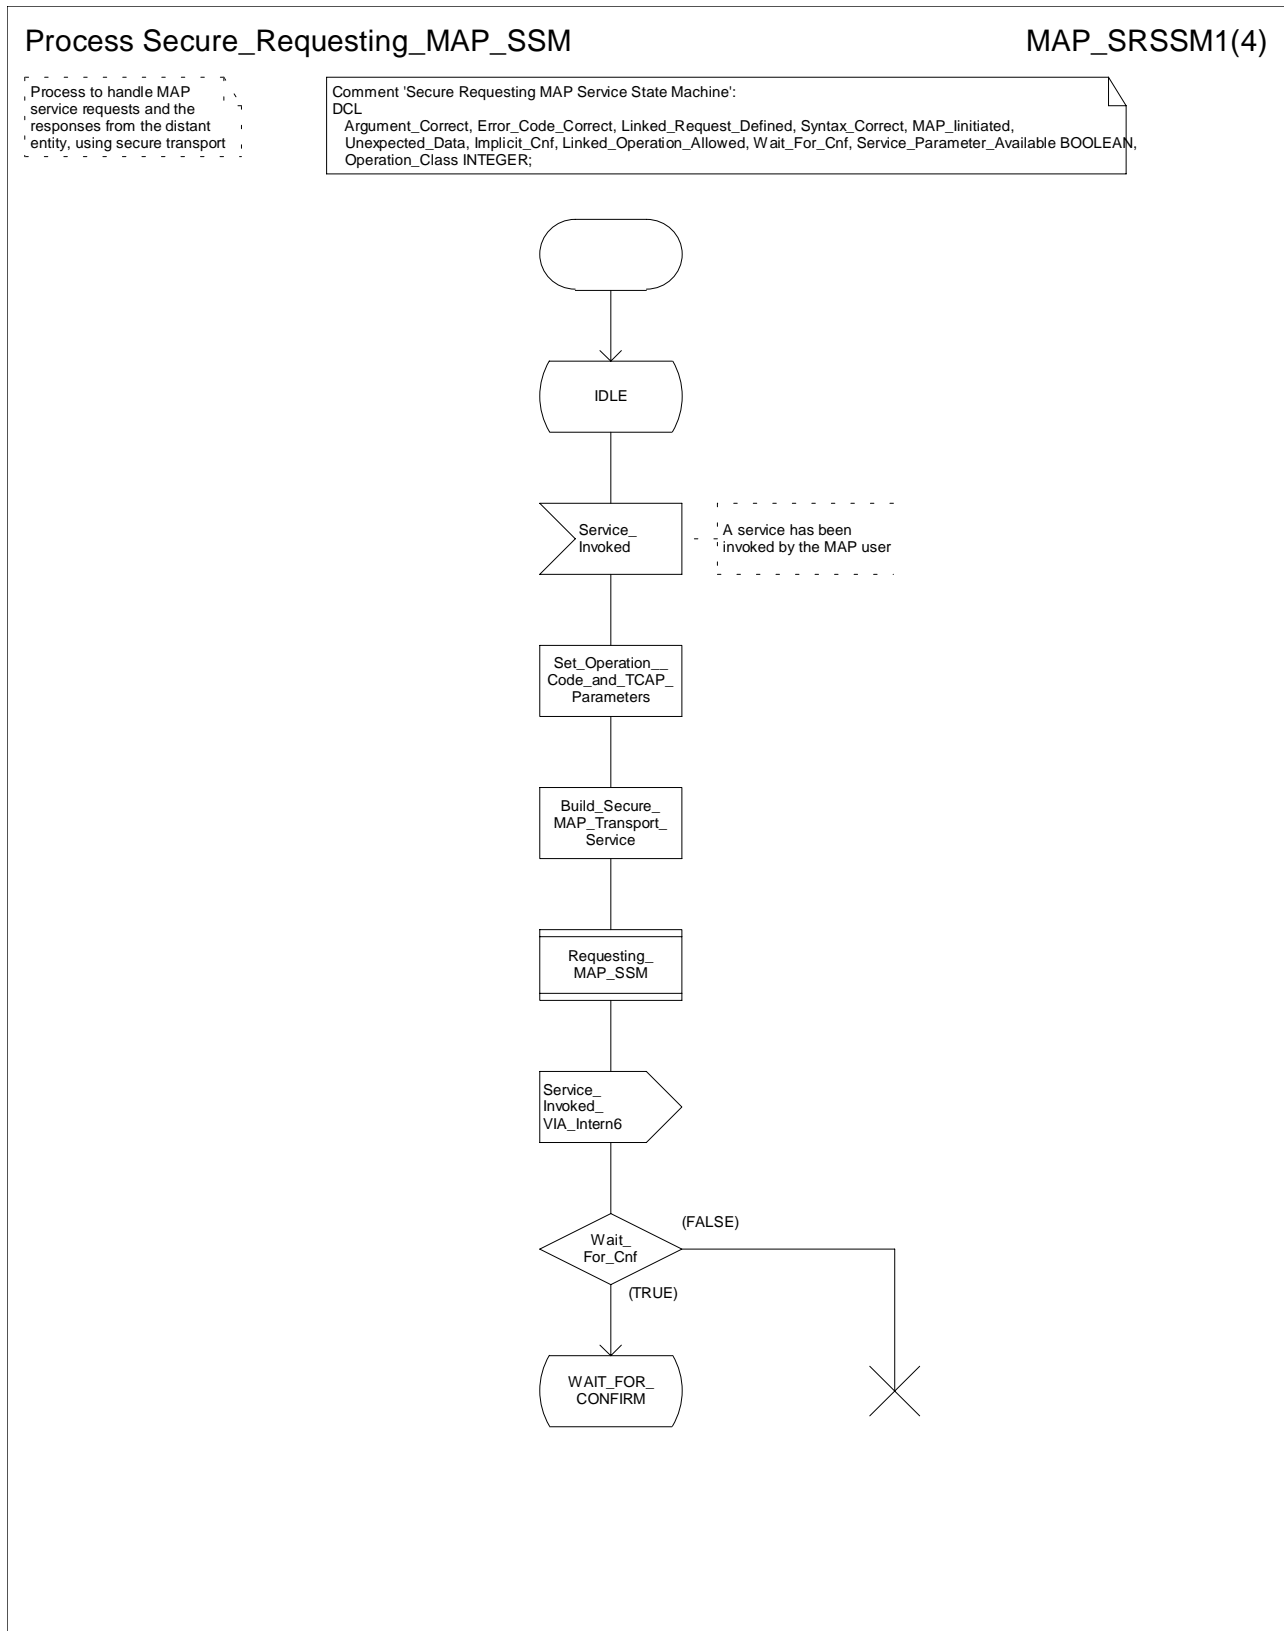 Process Secure_Requesting_MAP_SSM
MAP_SRSSM1(4)
Process to handle MAP
service requests and the
responses from the distant
entity, using secure transport
Comment 'Secure Requesting MAP Service State Machine':
DCL
Argument_Correct, Error_Code_Correct, Linked_Request_Defined, Syntax_Correct, MAP_Iinitiated,
Unexpected_Data, Implicit_Cnf, Linked_Operation_Allowed, Wait_For_Cnf, Service_Parameter_Available BOOLEAN,
Operation_Class INTEGER;
IDLE
Service_
Invoked
A service has been
invoked by the MAP user
Set_Operation__
Code_and_TCAP_
Parameters
Build_Secure_
MAP_Transport_
Service
Requesting_
MAP_SSM
Service_
Invoked_
VIA_Intern6
Wait_
For_Cnf
(FALSE)
(TRUE)
WAIT_FOR_
CONFIRM